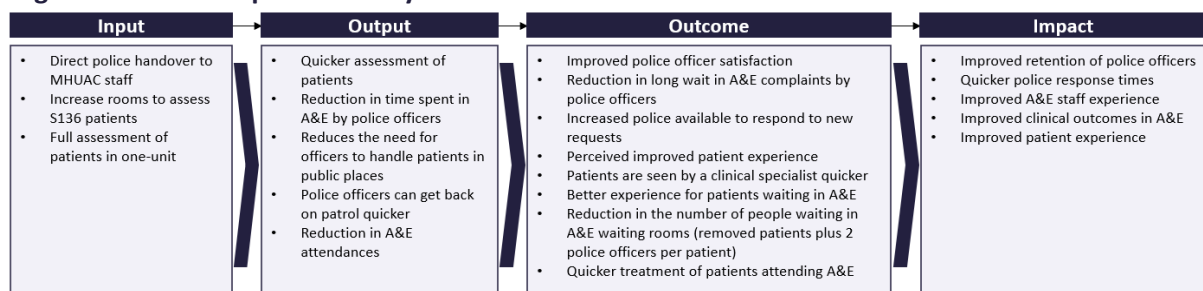 Input
Output
Outcome
Impact
• Direct police handover to
MHUAC staff
• Increase rooms to assess
S136 patients
• Full assessment of
patients in one-unit
• Quicker assessment of
patients
• Reduction in time spent in
A&E by police officers
• Reduces the need for
officers to handle patients in
public places
• Police officers can get back
on patrol quicker
• Reduction in A&E
attendances
• Improved police officer satisfaction
• Reduction in long wait in A&E complaints by
police officers
• Increased police available to respond to new
requests
• Perceived improved patient experience
• Patients are seen by a clinical specialist quicker
• Better experience for patients waiting in A&E
• Reduction in the number of people waiting in
A&E waiting rooms (removed patients plus 2
police officers per patient)
• Quicker treatment of patients attending A&E
• Improved retention of police officers
• Quicker police response times
• Improved A&E staff experience
• Improved clinical outcomes in A&E
• Improved patient experience